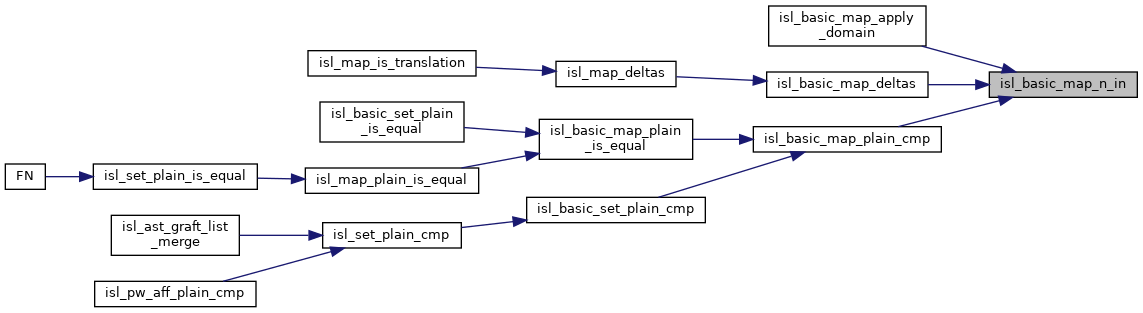 isl_basic_map_apply
_domain
isl_map_is_translation
isl_map_deltas
isl_basic_map_deltas
isl_basic_map_n_in
isl_basic_set_plain
_is_equal
isl_basic_map_plain
_is_equal
isl_basic_map_plain_cmp
FN
isl_set_plain_is_equal
isl_map_plain_is_equal
isl_basic_set_plain_cmp
isl_ast_graft_list
_merge
isl_set_plain_cmp
isl_pw_aff_plain_cmp